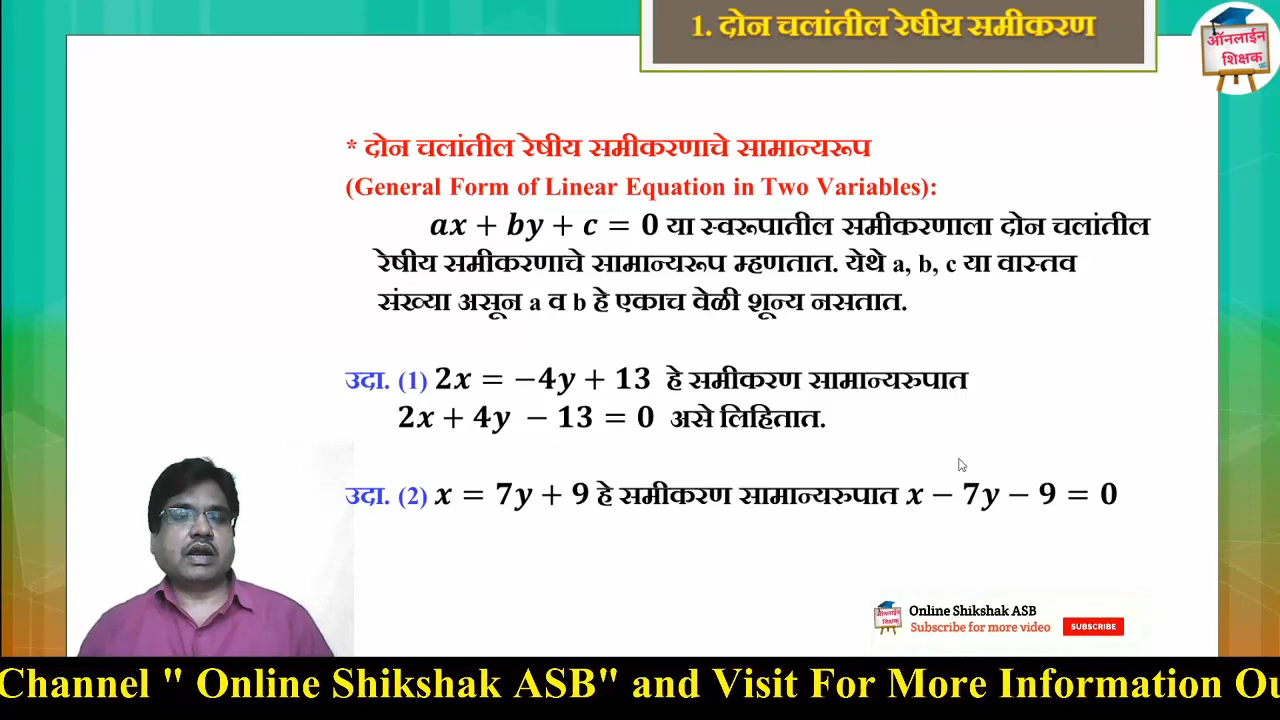 1. दोन चलांतील रेषीय समीकरण
ऑनलाईन
शिक्षक
* दोन चलांतील रेषीय समीकरणाचे सामान्यरूप
(General Form of Linear Equation in Two Variables):
ax + by + c = 0 या स्वरूपातील समीकरणाला दोन चलांतील
रेषीय समीकरणाचे सामान्यरूप म्हणतात. येथे a, b, c या वास्तव
संख्या असून a व b हे एकाच वेळी शून्य नसतात.
उदा. (1) 2x = −4y + 13 हे समीकरण सामान्यरुपात
2x + 4y − 13 = 0 असे लिहितात.
उदा. (2) x = 7y + 9 हे समीकरण सामान्यरुपात x − 7y − 9 = 0
ऑनलाईन
शिक्षक
Online Shikshak ASB
Subscribe for more video
SUBSCRIBE
Channel " Online Shikshak ASB" and Visit For More Information Ou